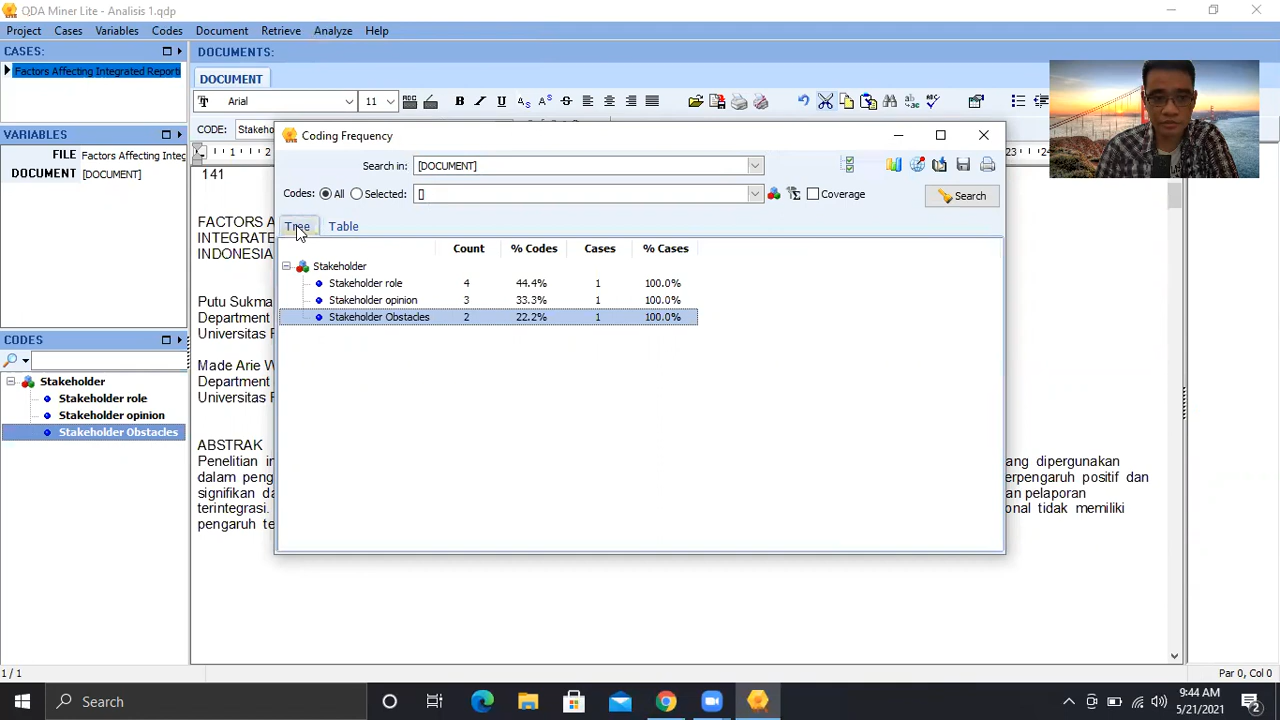 QDA Miner Lite - Analisis 1.qdp
Project Cases Variables Codes Document Retrieve Analyze Help
CASES:
DOCUMENTS:
Factors Affecting Integrated Reporti
DOCUMENT
Arial 11
CODE: Stakeho
VARIABLES
FILE Factors Affecting Integ
DOCUMENT [DOCUMENT]
CODES
Stakeholder
Stakeholder role
Stakeholder opinion
Stakeholder Obstacles
141
FACTORS A
INTEGRATE
INDONESIA
Putu Sukma
Department
Universitas F
Made Arie W
Department
Universitas F
ABSTRAK
Penelitian in ang dipergunakan
dalam peng erpengaruh positif dan
signifikan da an pelaporan
terintegrasi. onal tidak memiliki
pengaruh te
Coding Frequency
Search in: [DOCUMENT]
Codes: All Selected: [] Coverage Search
Tree Table
Count % Codes Cases % Cases
Stakeholder
Stakeholder role 4 44.4% 1 100.0%
Stakeholder opinion 3 33.3% 1 100.0%
Stakeholder Obstacles 2 22.2% 1 100.0%
1 / 1
Par 0, Col 0
Search
9:44 AM
5/21/2021
2